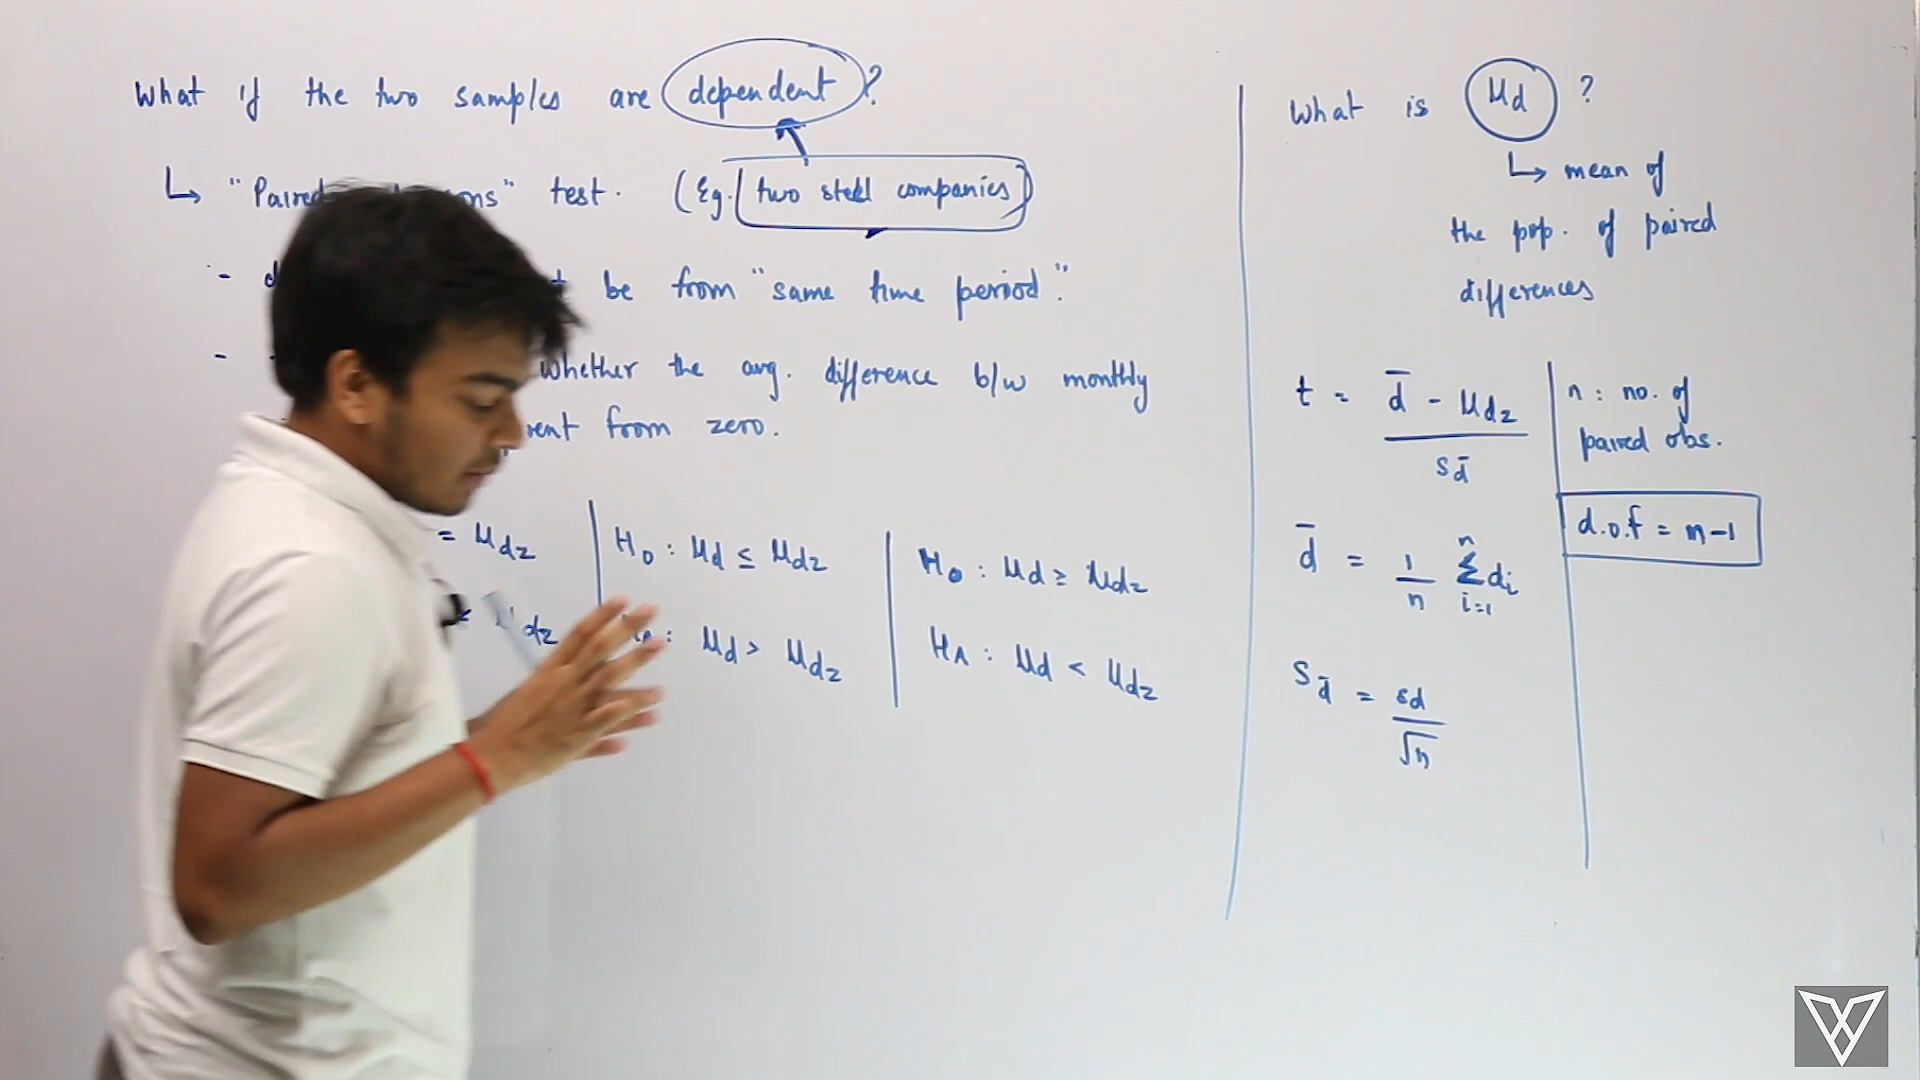 What if the two samples are dependent?
↳ "Paired test. (Eg. two steel companies)
- be from "same time period".
- whether the avg. difference b/w monthly
from zero.
= μdz
μdz
H0 : μd ≤ μdz
: μd > μdz
H0 : μd ≥ μdz
HA : μd < μdz
What is μd ?
↳ mean of
the pop. of paired
differences
t = d̄ - μdz / sd̄
n : no. of
paired obs.
d.o.f = n-1
d̄ = 1/n Σ di
n
i=1
Sd̄ = sd / √n